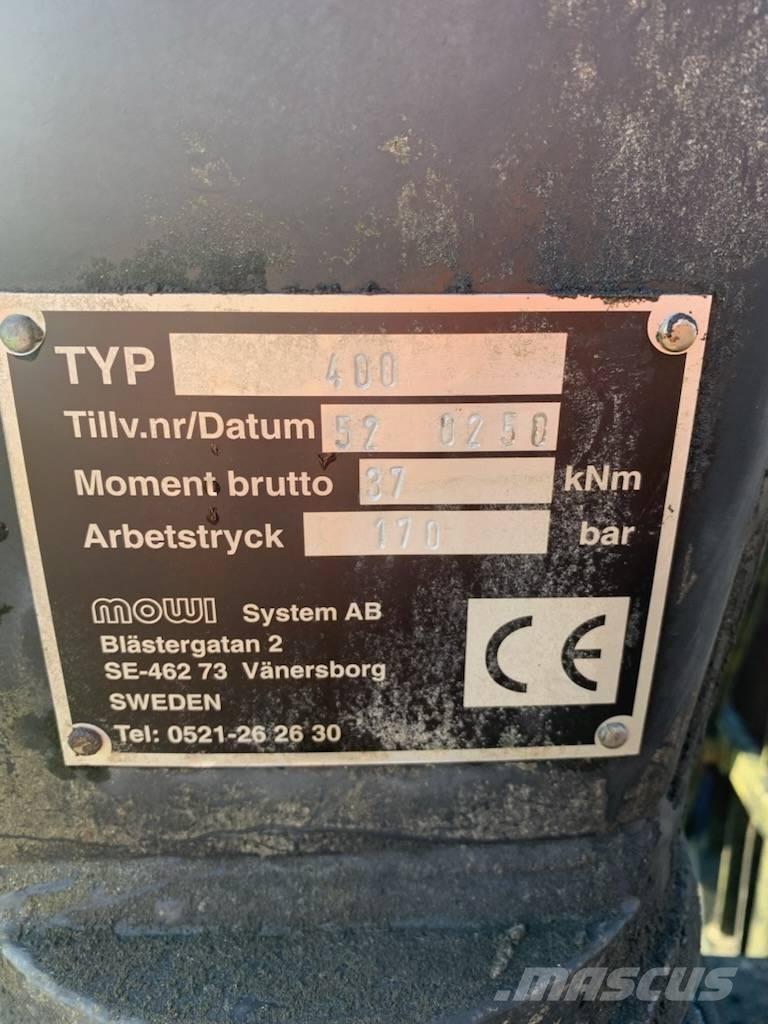 TYP 400
Tillv.nr/Datum 52 0250
Moment brutto 37 kNm
Arbetstryck 170 bar
mowi System AB
Blästergatan 2
SE-462 73 Vänersborg
SWEDEN
Tel: 0521-26 26 30
CE
MASCUS